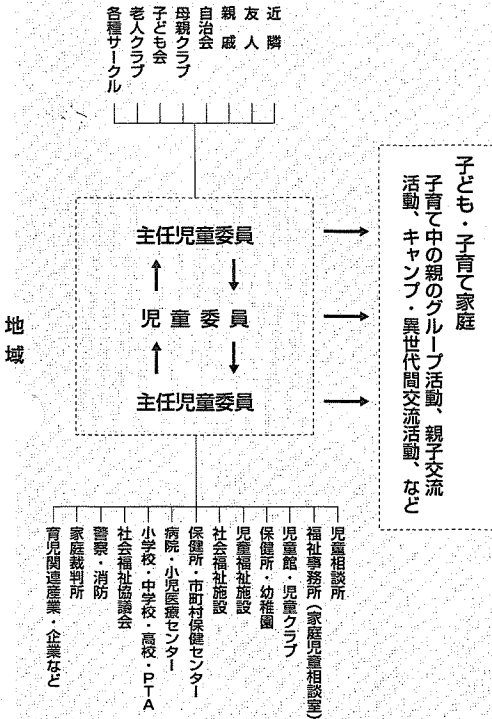 近隣
友人
親戚
自治会
母親クラブ
子ども会
老人クラブ
各種サークル
子ども・子育て家庭
子育て中の親のグループ活動、親子交流
活動、キャンプ・異世代間交流活動、など
主任児童委員
児童委員
主任児童委員
地域
児童相談所
福祉事務所(家庭児童相談室)
児童館・児童クラブ
保健所・幼稚園
児童福祉施設
社会福祉施設
保健所・市町村保健センター
病院・小児医療センター
小学校・中学校・高校・PTA
社会福祉協議会
警察・消防
家庭裁判所
育児関連産業・企業など